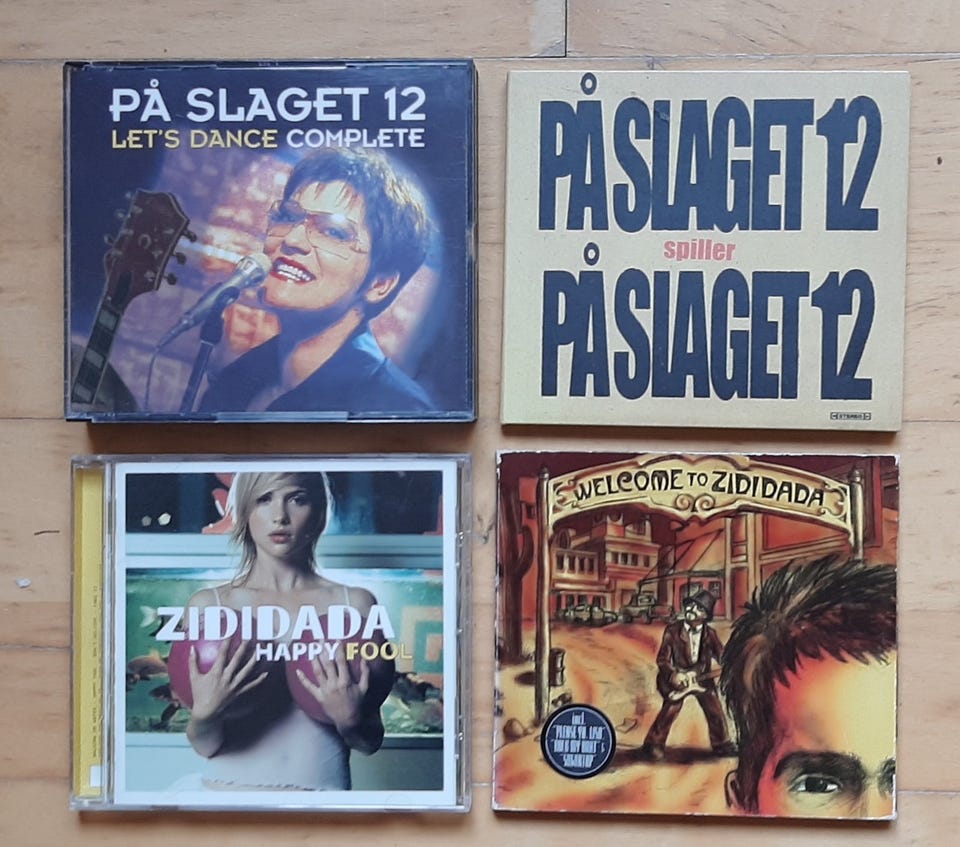 PÅ SLAGET 12
LET'S DANCE COMPLETE
PÅ SLAGET 12
spiller
PÅ SLAGET 12
STEREO
ZIDIDADA
HAPPY FOOL
WELCOME TO ZIDIDADA
incl.